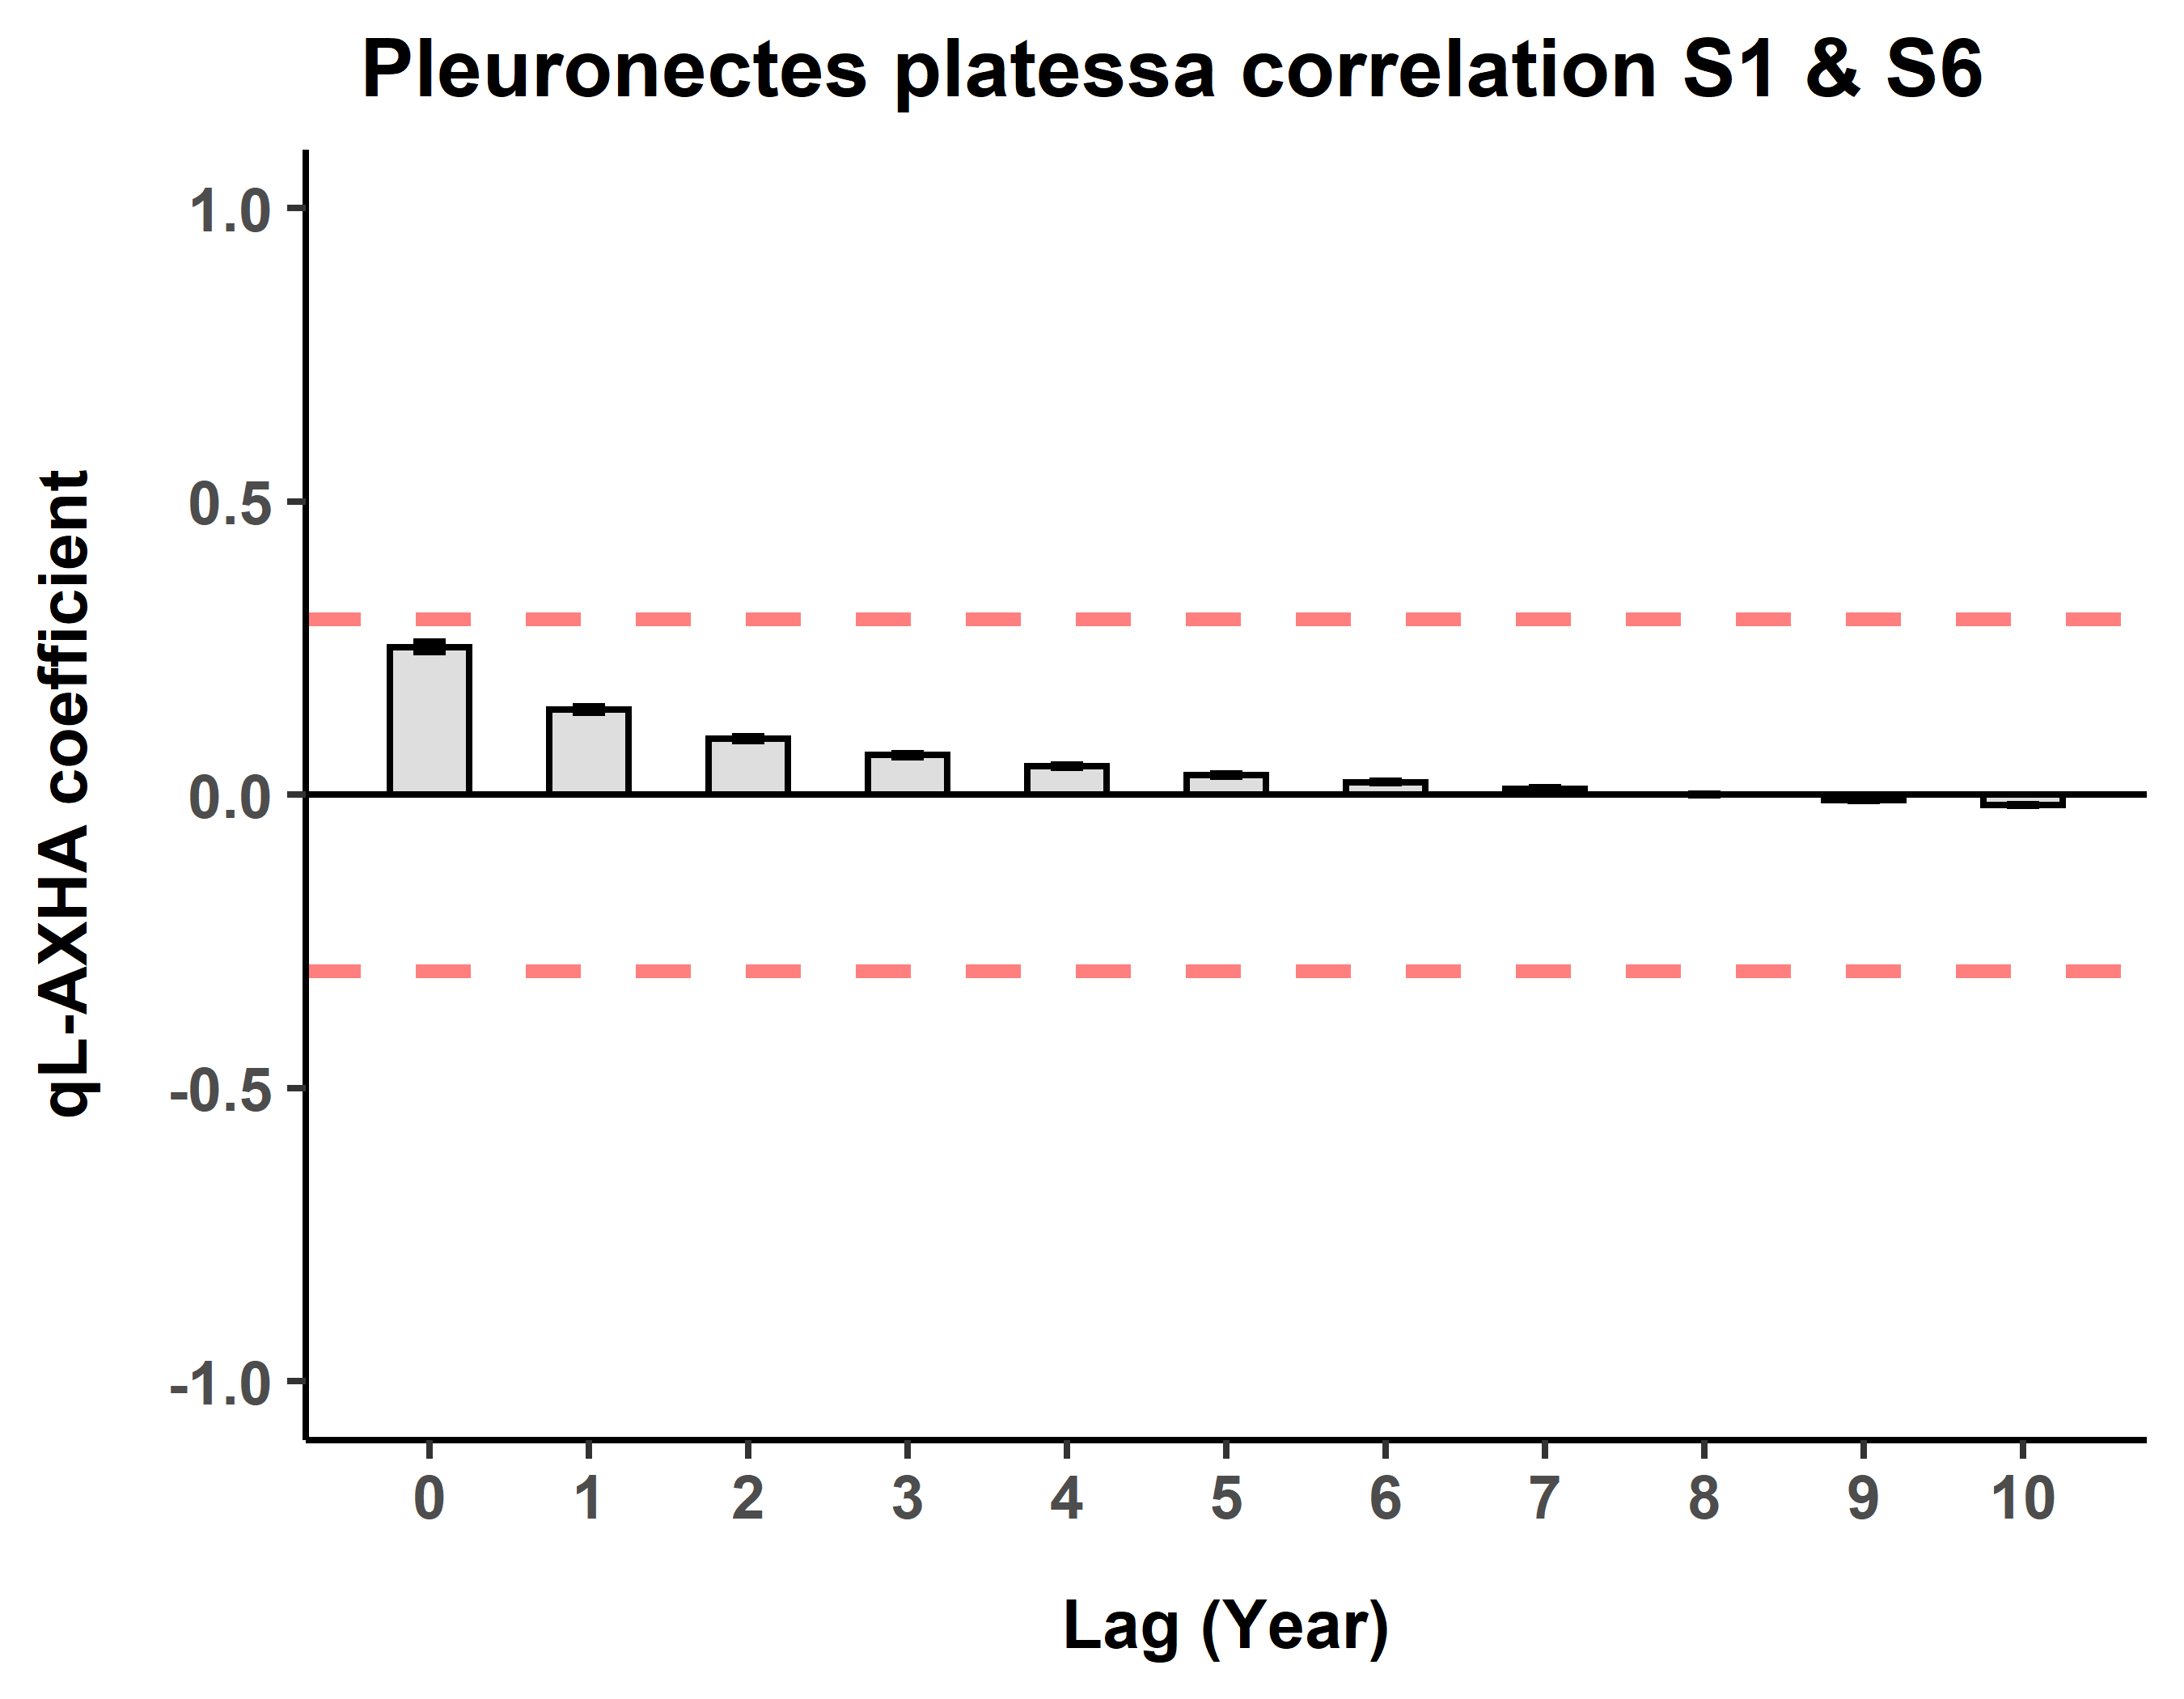 Pleuronectes platessa correlation S1 & S6
qL-AXHA coefficient
1.0
0.5
0.0
-0.5
-1.0
0 1 2 3 4 5 6 7 8 9 10
Lag (Year)